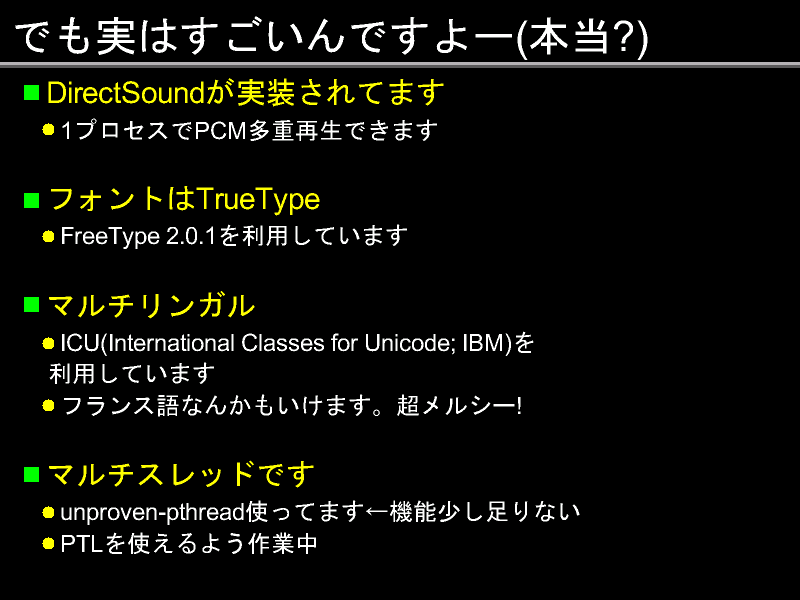 でも実はすごいんですよー(本当?)
DirectSoundが実装されてます
1プロセスでPCM多重再生できます
フォントはTrueType
FreeType 2.0.1を利用しています
マルチリンガル
ICU(International Classes for Unicode; IBM)を
利用しています
フランス語なんかもいけます。超メルシー!
マルチスレッドです
unproven-pthread使ってます←機能少し足りない
PTLを使えるよう作業中